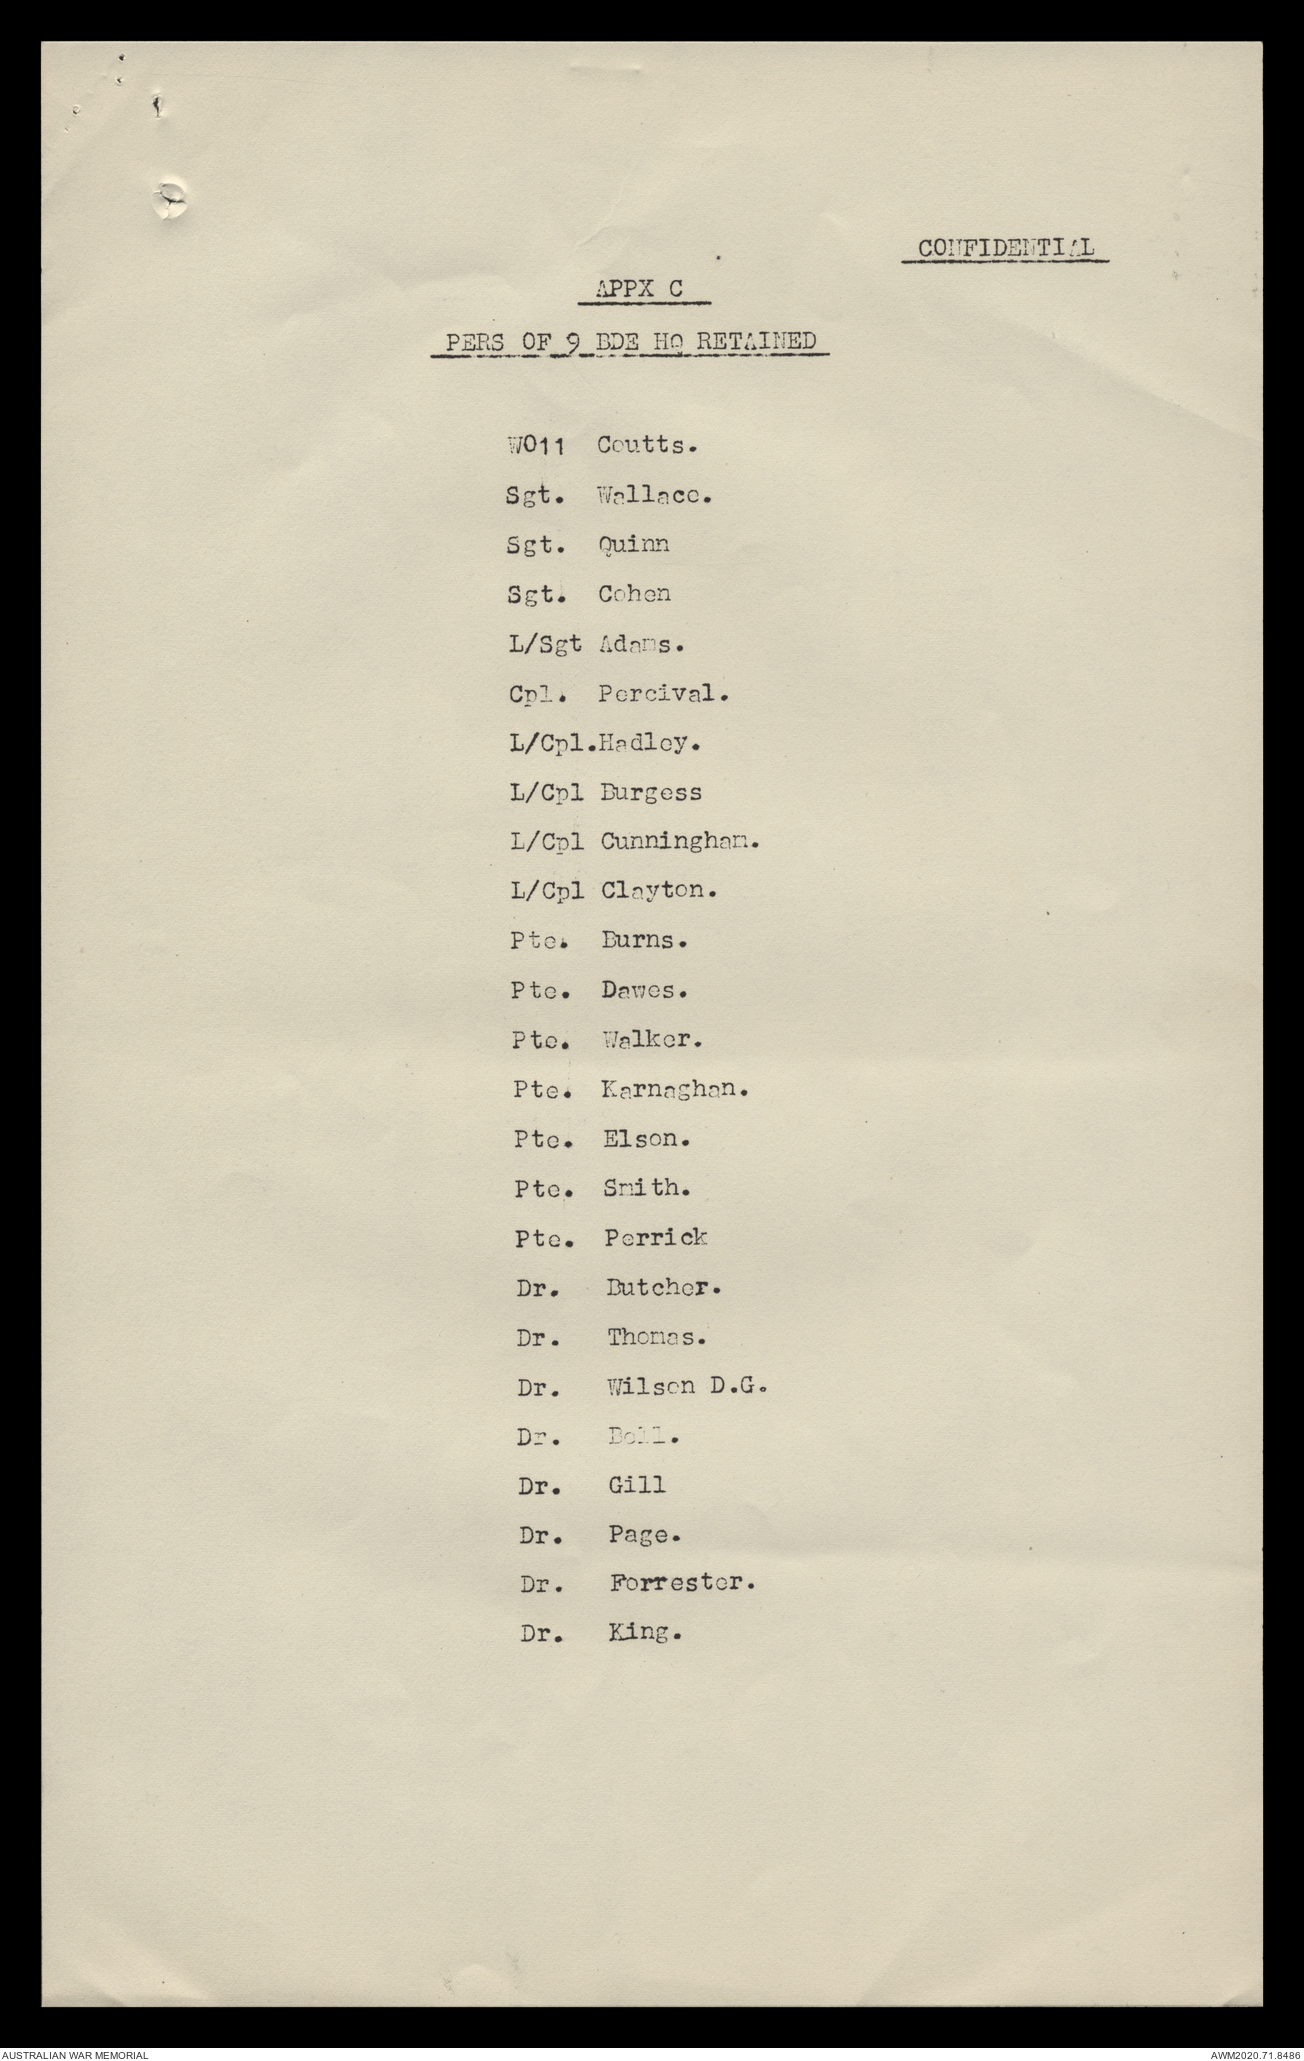 CONFIDENTIAL
APPX C
PERS OF 9 BDE HQ RETAINED
WO11 Coutts.
Sgt. Wallace.
Sgt. Quinn
Sgt. Cohen
L/Sgt Adams.
Cpl. Percival.
L/Cpl.Hadley.
L/Cpl Burgess
L/Cpl Cunningham.
L/Cpl Clayton.
Pte. Burns.
Pte. Dawes.
Pte. Walker.
Pte. Karnaghan.
Pte. Elson.
Pte. Smith.
Pte. Perrick
Dr. Butcher.
Dr. Thomas.
Dr. Wilson D.G.
Dr. Bell.
Dr. Gill
Dr. Page.
Dr. Forrester.
Dr. King.
AUSTRALIAN WAR MEMORIAL
AWM2020.71.8486